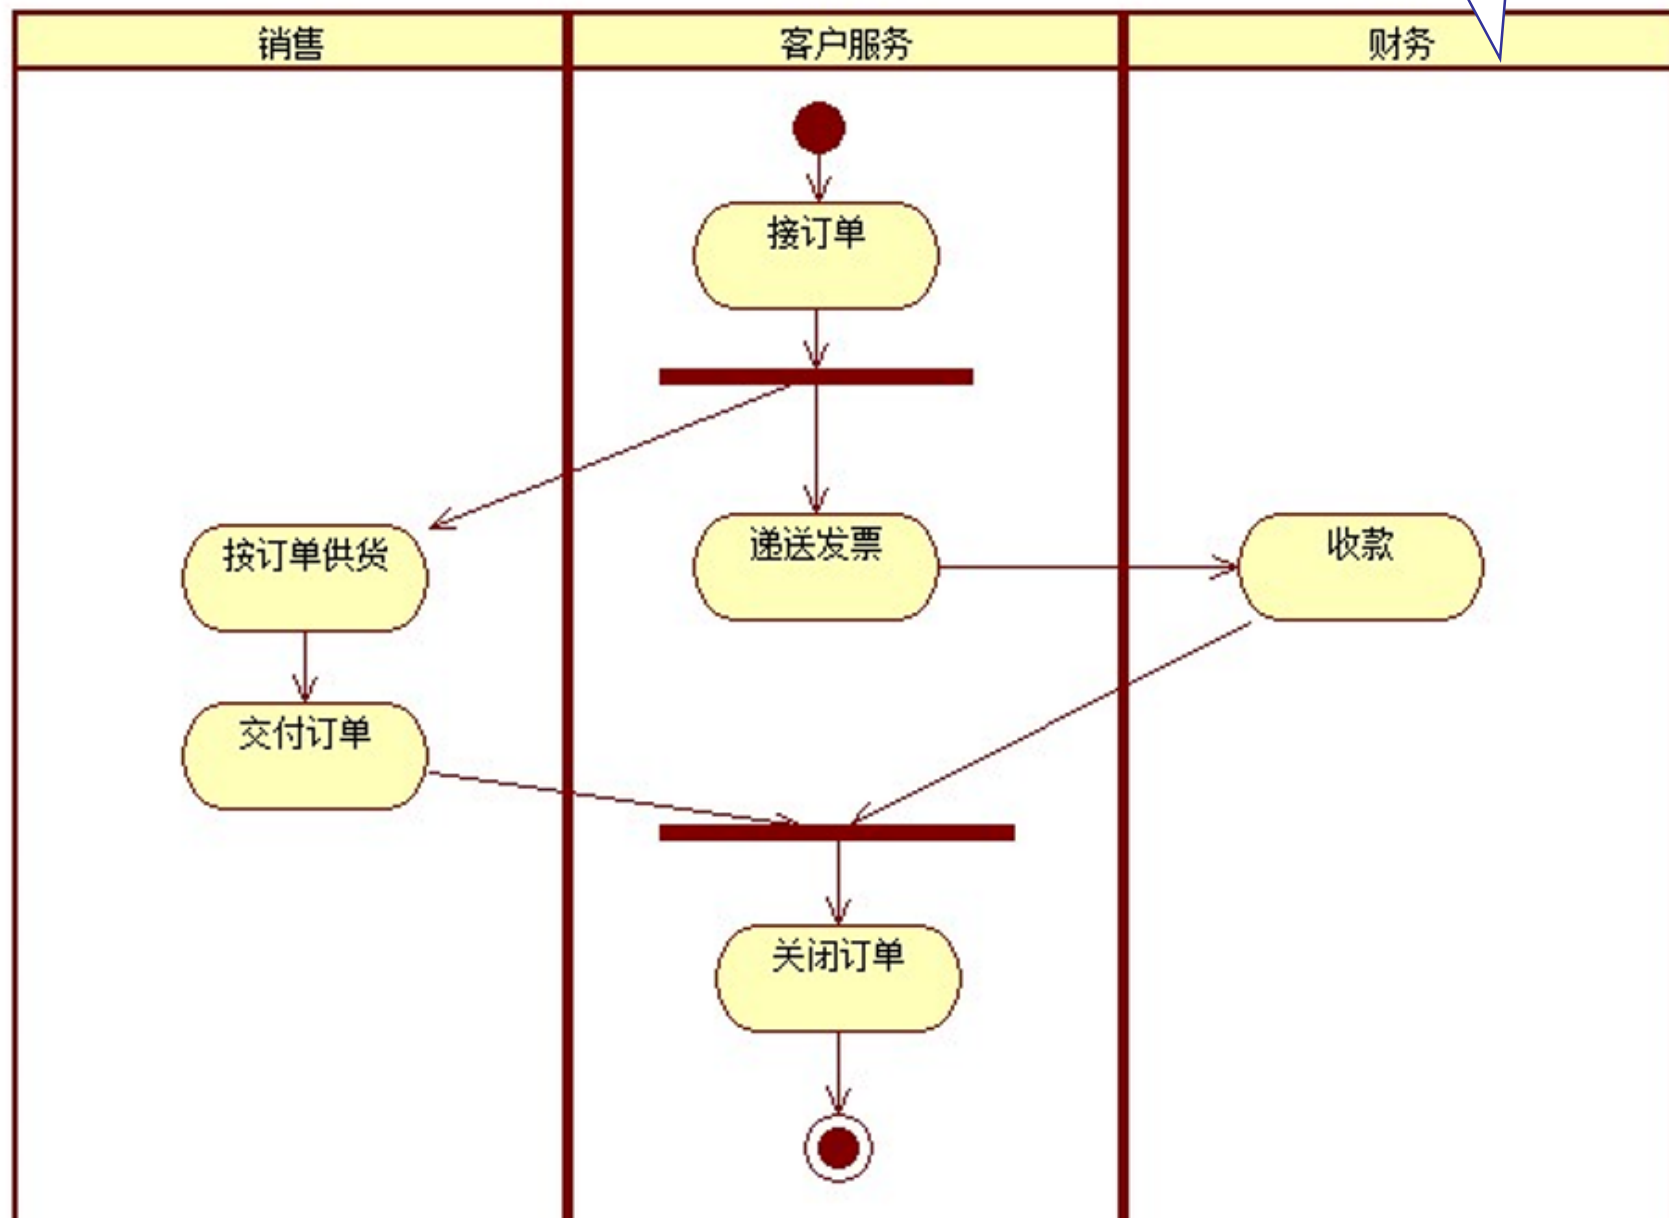 销售
客户服务
财务
接订单
按订单供货
递送发票
收款
交付订单
关闭订单